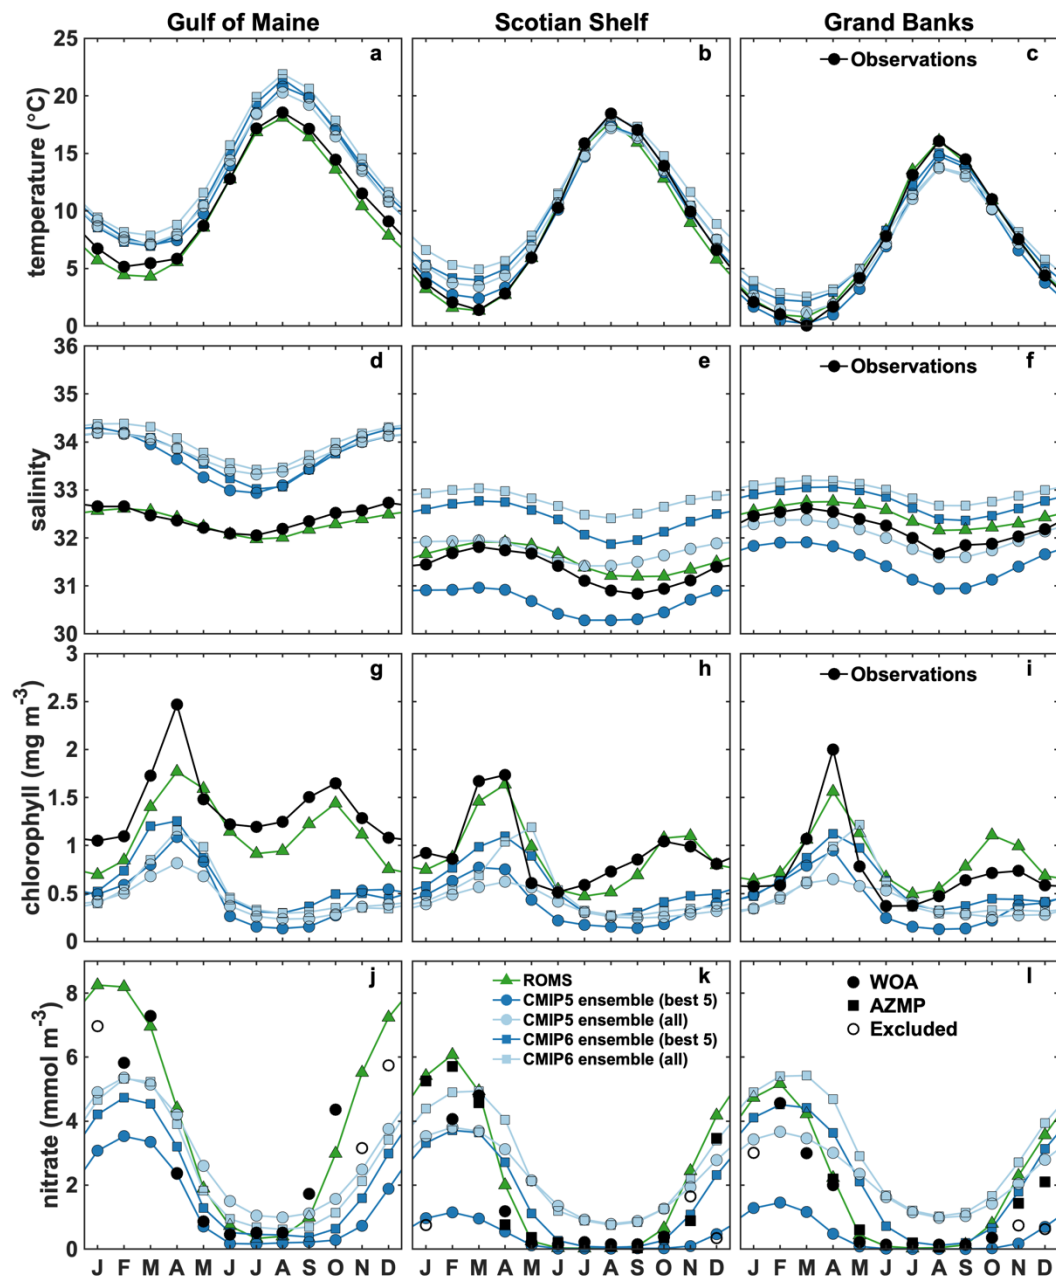 Gulf of Maine Scotian Shelf Grand Banks
temperature (°C)
25
20
15
10
5
0
a
b
c
Observations
salinity
36
35
34
33
32
31
30
d
e
f
Observations
chlorophyll (mg m-3)
3
2.5
2
1.5
1
0.5
0
g
h
i
Observations
nitrate (mmol m-3)
8
6
4
2
0
j
k
l
ROMS
CMIP5 ensemble (best 5)
CMIP5 ensemble (all)
CMIP6 ensemble (best 5)
CMIP6 ensemble (all)
WOA
AZMP
Excluded
J F M A M J J A S O N D J F M A M J J A S O N D J F M A M J J A S O N D